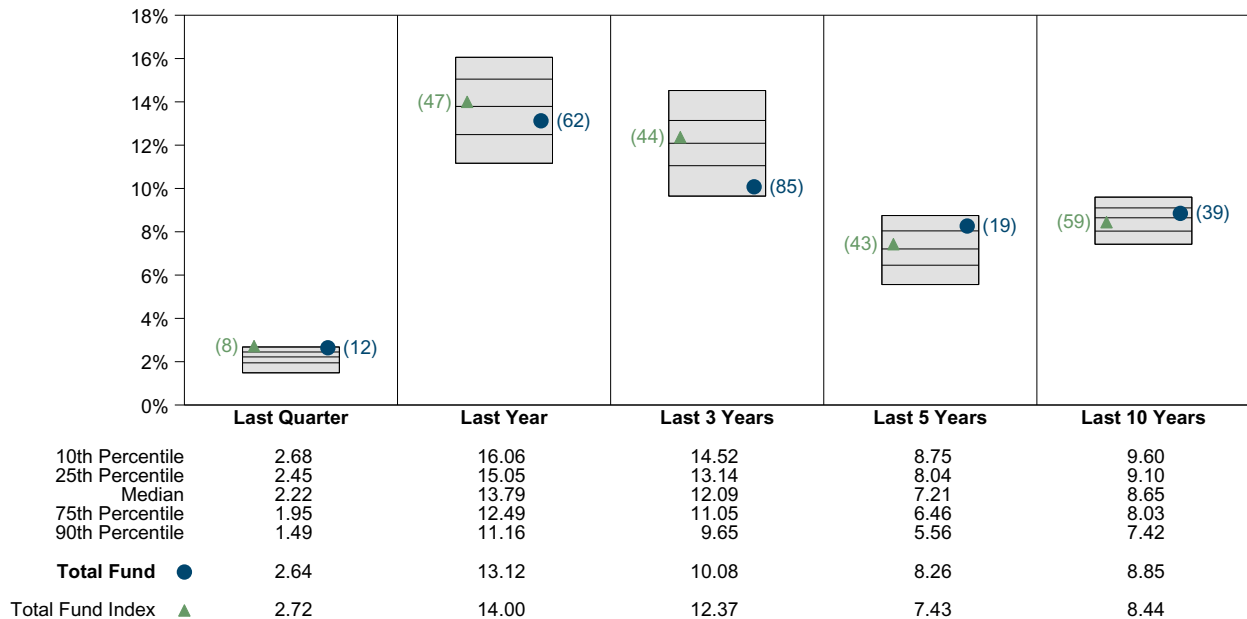 18%
16%
14%
12%
10%
8%
6%
4%
2%
0%
(8) (12)
(47) (62)
(44) (85)
(43) (19)
(59) (39)
Last Quarter Last Year Last 3 Years Last 5 Years Last 10 Years
10th Percentile 2.68 16.06 14.52 8.75 9.60
25th Percentile 2.45 15.05 13.14 8.04 9.10
Median 2.22 13.79 12.09 7.21 8.65
75th Percentile 1.95 12.49 11.05 6.46 8.03
90th Percentile 1.49 11.16 9.65 5.56 7.42
Total Fund 2.64 13.12 10.08 8.26 8.85
Total Fund Index 2.72 14.00 12.37 7.43 8.44